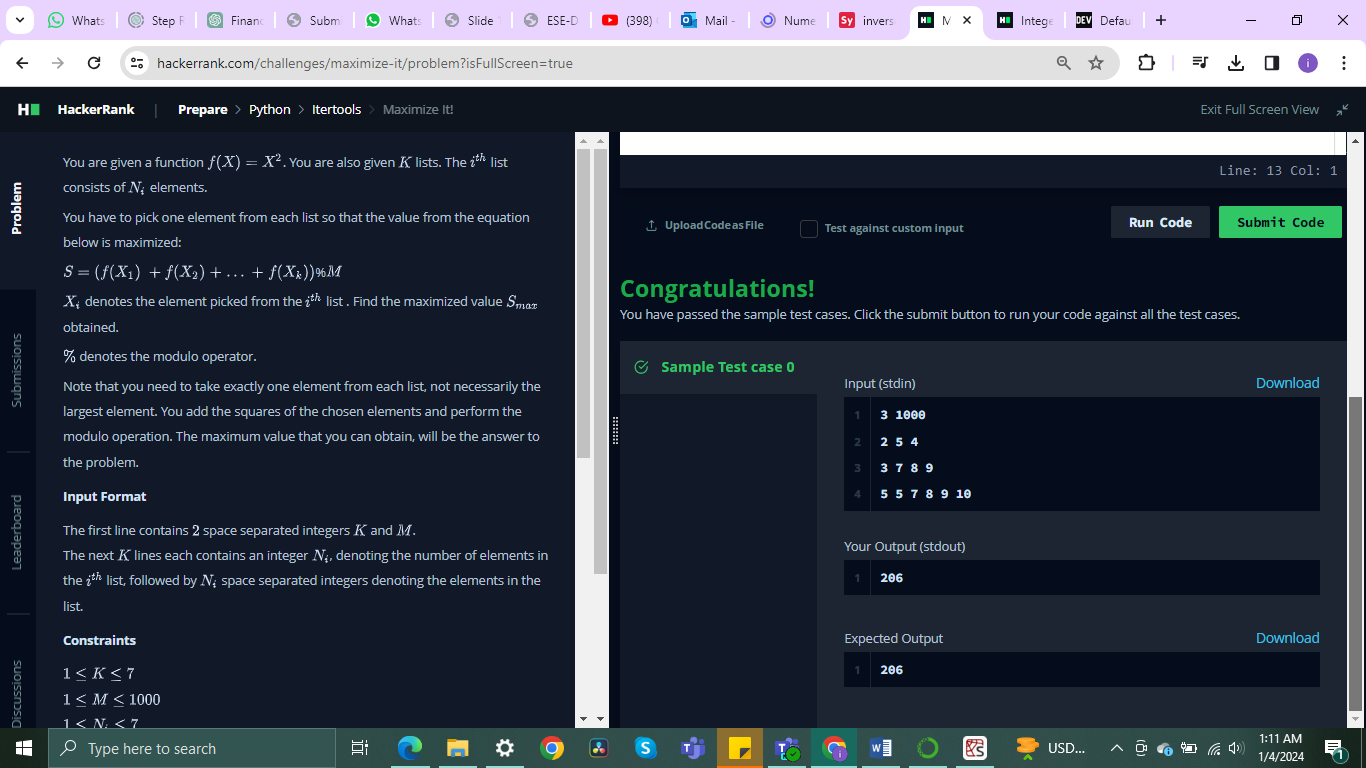 Whats
Step F
Financ
Subm
Whats
Slide
ESE-D
(398)
Mail -
Nume
Sy invers
M
Intege
DEV Defau
hackerrank.com/challenges/maximize-it/problem?isFullScreen=true
i
H HackerRank | Prepare > Python > Itertools > Maximize It!
Exit Full Screen View
Problem
Submissions
Leaderboard
Discussions
You are given a function f(X) = X². You are also given K lists. The iᵗʰ list
consists of Nᵢ elements.
You have to pick one element from each list so that the value from the equation
below is maximized:
S = (f(X₁) + f(X₂) + ... + f(Xₖ))%M
Xᵢ denotes the element picked from the iᵗʰ list . Find the maximized value Sₘₐₓ
obtained.
% denotes the modulo operator.
Note that you need to take exactly one element from each list, not necessarily the
largest element. You add the squares of the chosen elements and perform the
modulo operation. The maximum value that you can obtain, will be the answer to
the problem.
Input Format
The first line contains 2 space separated integers K and M.
The next K lines each contains an integer Nᵢ, denoting the number of elements in
the iᵗʰ list, followed by Nᵢ space separated integers denoting the elements in the
list.
Constraints
1 ≤ K ≤ 7
1 ≤ M ≤ 1000
1 ≤ Nᵢ ≤ 7
Line: 13 Col: 1
Upload Code as File
Test against custom input
Run Code
Submit Code
Congratulations!
You have passed the sample test cases. Click the submit button to run your code against all the test cases.
Sample Test case 0
Input (stdin)
Download
1 3 1000
2 2 5 4
3 3 7 8 9
4 5 5 7 8 9 10
Your Output (stdout)
1 206
Expected Output
Download
1 206
Type here to search
USD...
1:11 AM
1/4/2024
1